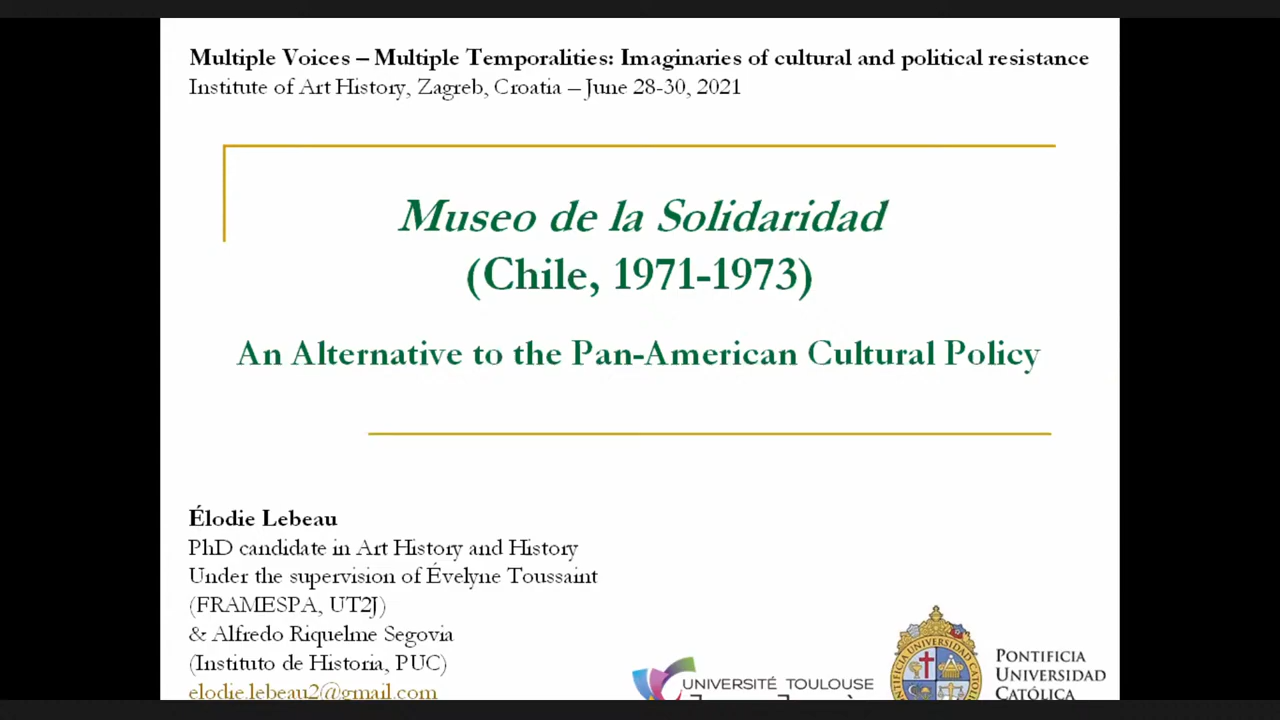 Multiple Voices – Multiple Temporalities: Imaginaries of cultural and political resistance
Institute of Art History, Zagreb, Croatia – June 28-30, 2021
Museo de la Solidaridad
(Chile, 1971-1973)
An Alternative to the Pan-American Cultural Policy
Élodie Lebeau
PhD candidate in Art History and History
Under the supervision of Évelyne Toussaint
(FRAMESPA, UT2J)
& Alfredo Riquelme Segovia
(Instituto de Historia, PUC)
elodie.lebeau2@gmail.com
UNIVERSITÉ TOULOUSE
PONTIFICIA
UNIVERSIDAD
CATÓLICA